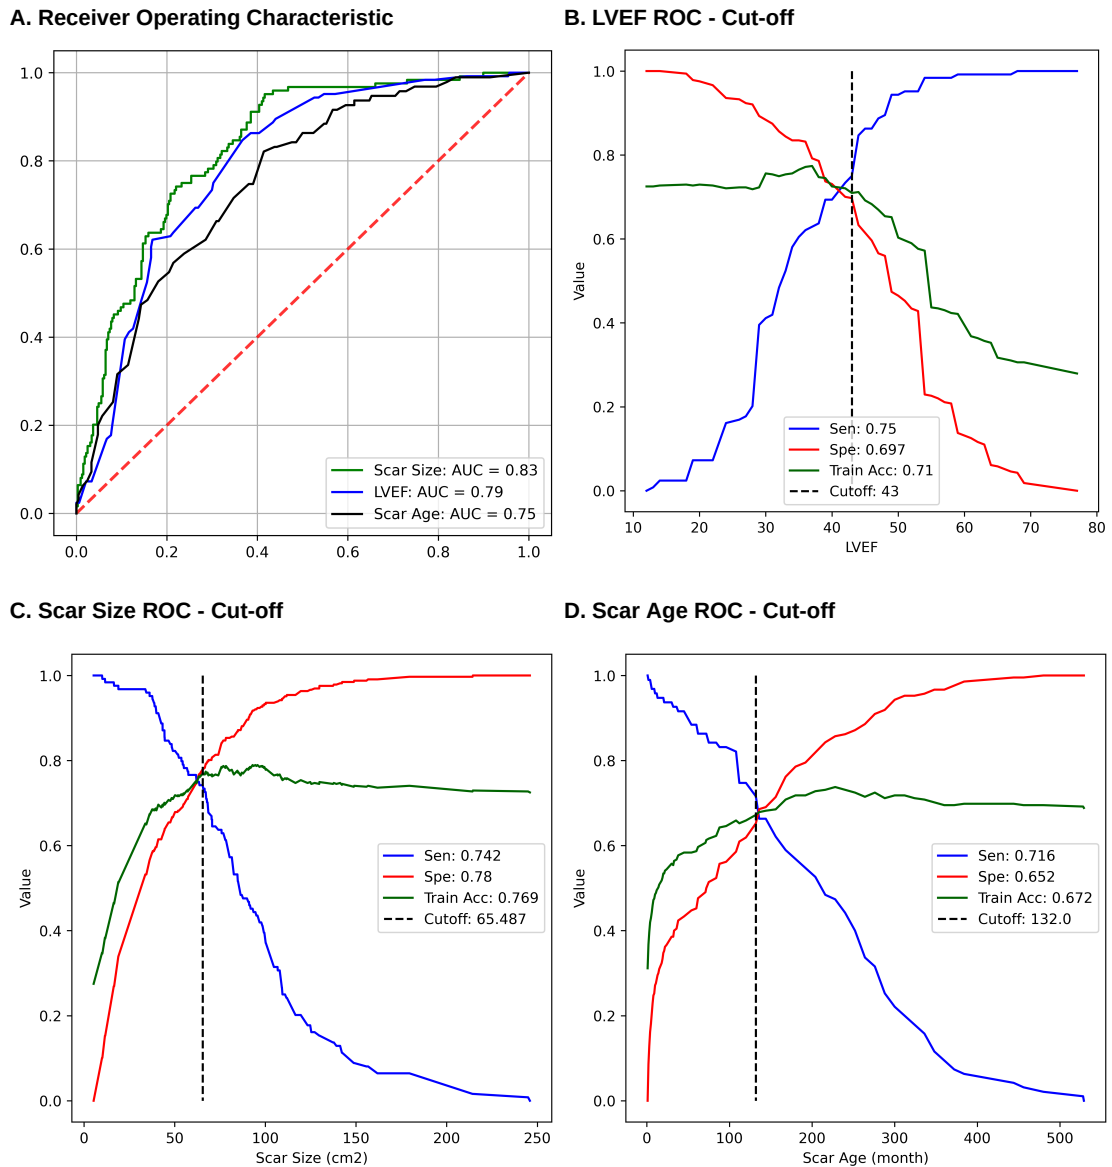 A. Receiver Operating Characteristic
1.0
0.8
0.6
0.4
0.2
0.0
0.0 0.2 0.4 0.6 0.8 1.0
Scar Size: AUC = 0.83
LVEF: AUC = 0.79
Scar Age: AUC = 0.75
B. LVEF ROC - Cut-off
Value
1.0
0.8
0.6
0.4
0.2
0.0
10 20 30 40 50 60 70 80
LVEF
Sen: 0.75
Spe: 0.697
Train Acc: 0.71
Cutoff: 43
C. Scar Size ROC - Cut-off
Value
1.0
0.8
0.6
0.4
0.2
0.0
0 50 100 150 200 250
Scar Size (cm2)
Sen: 0.742
Spe: 0.78
Train Acc: 0.769
Cutoff: 65.487
D. Scar Age ROC - Cut-off
Value
1.0
0.8
0.6
0.4
0.2
0.0
0 100 200 300 400 500
Scar Age (month)
Sen: 0.716
Spe: 0.652
Train Acc: 0.672
Cutoff: 132.0